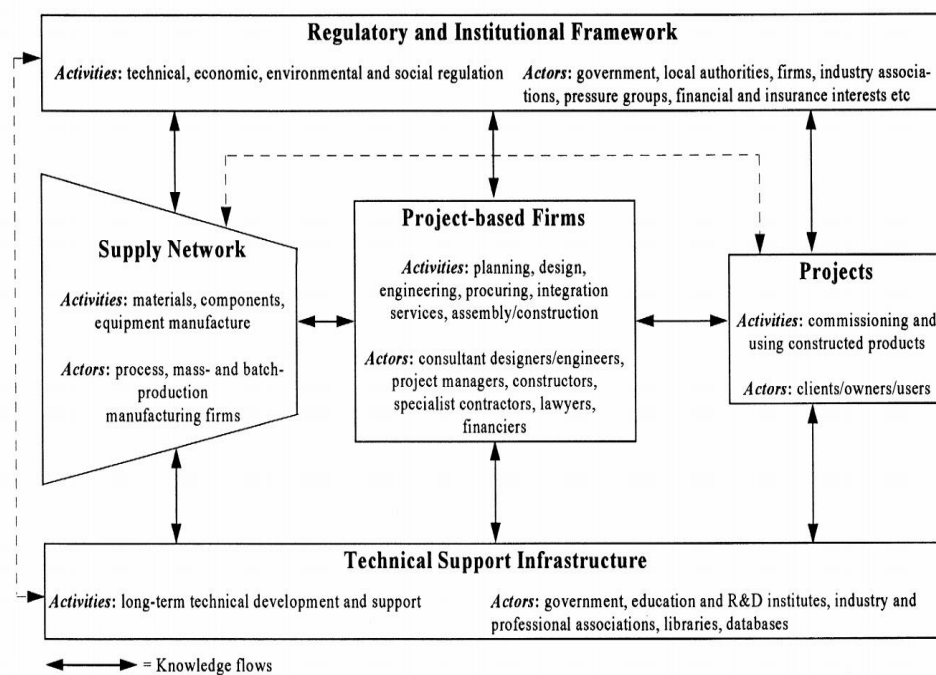 Regulatory and Institutional Framework
Activities: technical, economic, environmental and social regulation
Actors: government, local authorities, firms, industry associa-
tions, pressure groups, financial and insurance interests etc
Supply Network
Activities: materials, components,
equipment manufacture
Actors: process, mass- and batch-
production
manufacturing firms
Project-based Firms
Activities: planning, design,
engineering, procuring, integration
services, assembly/construction
Actors: consultant designers/engineers,
project managers, constructors,
specialist contractors, lawyers,
financiers
Projects
Activities: commissioning and
using constructed products
Actors: clients/owners/users
Technical Support Infrastructure
Activities: long-term technical development and support
Actors: government, education and R&D institutes, industry and
professional associations, libraries, databases
= Knowledge flows